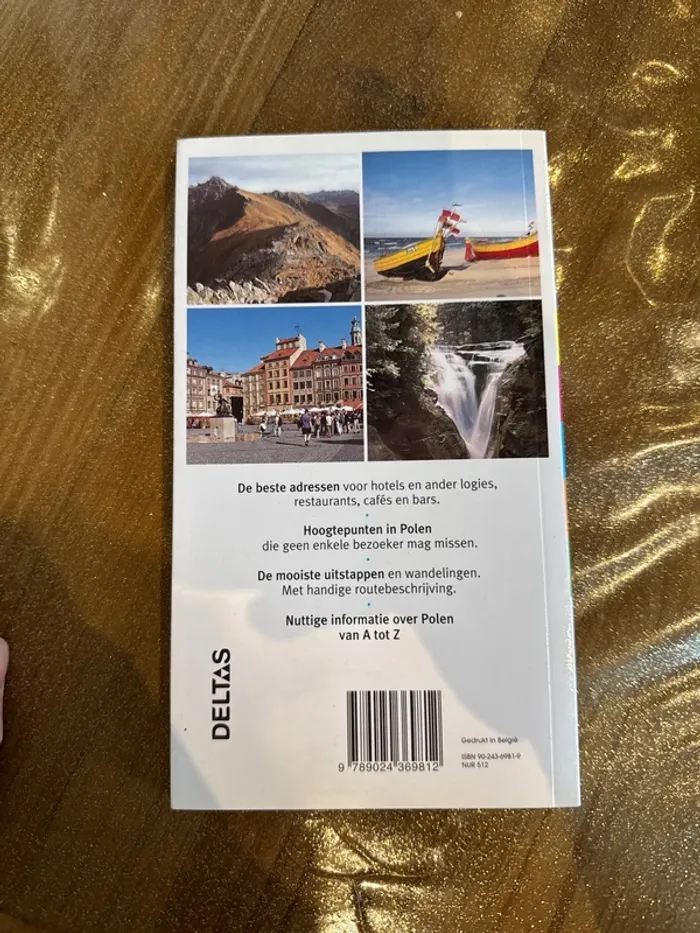 De beste adressen voor hotels en ander logies,
restaurants, cafés en bars.
Hoogtepunten in Polen
die geen enkele bezoeker mag missen.
De mooiste uitstappen en wandelingen.
Met handige routebeschrijving.
Nuttige informatie over Polen
van A tot Z
DELTAS
9 789024 369812
Gedrukt in België
ISBN 90-243-6981-9
NUR 512